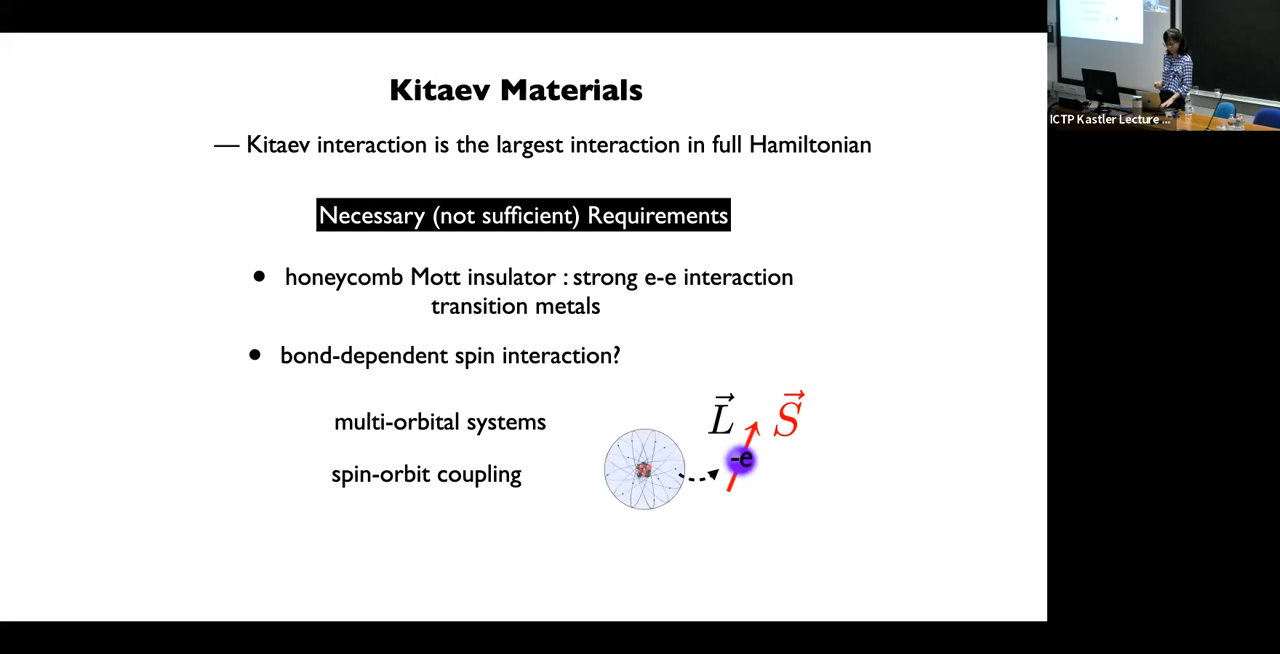 Kitaev Materials
— Kitaev interaction is the largest interaction in full Hamiltonian
Necessary (not sufficient) Requirements
• honeycomb Mott insulator : strong e-e interaction
transition metals
• bond-dependent spin interaction?
multi-orbital systems
spin-orbit coupling
L⃗ S⃗
-e
ICTP Kastler Lecture ...